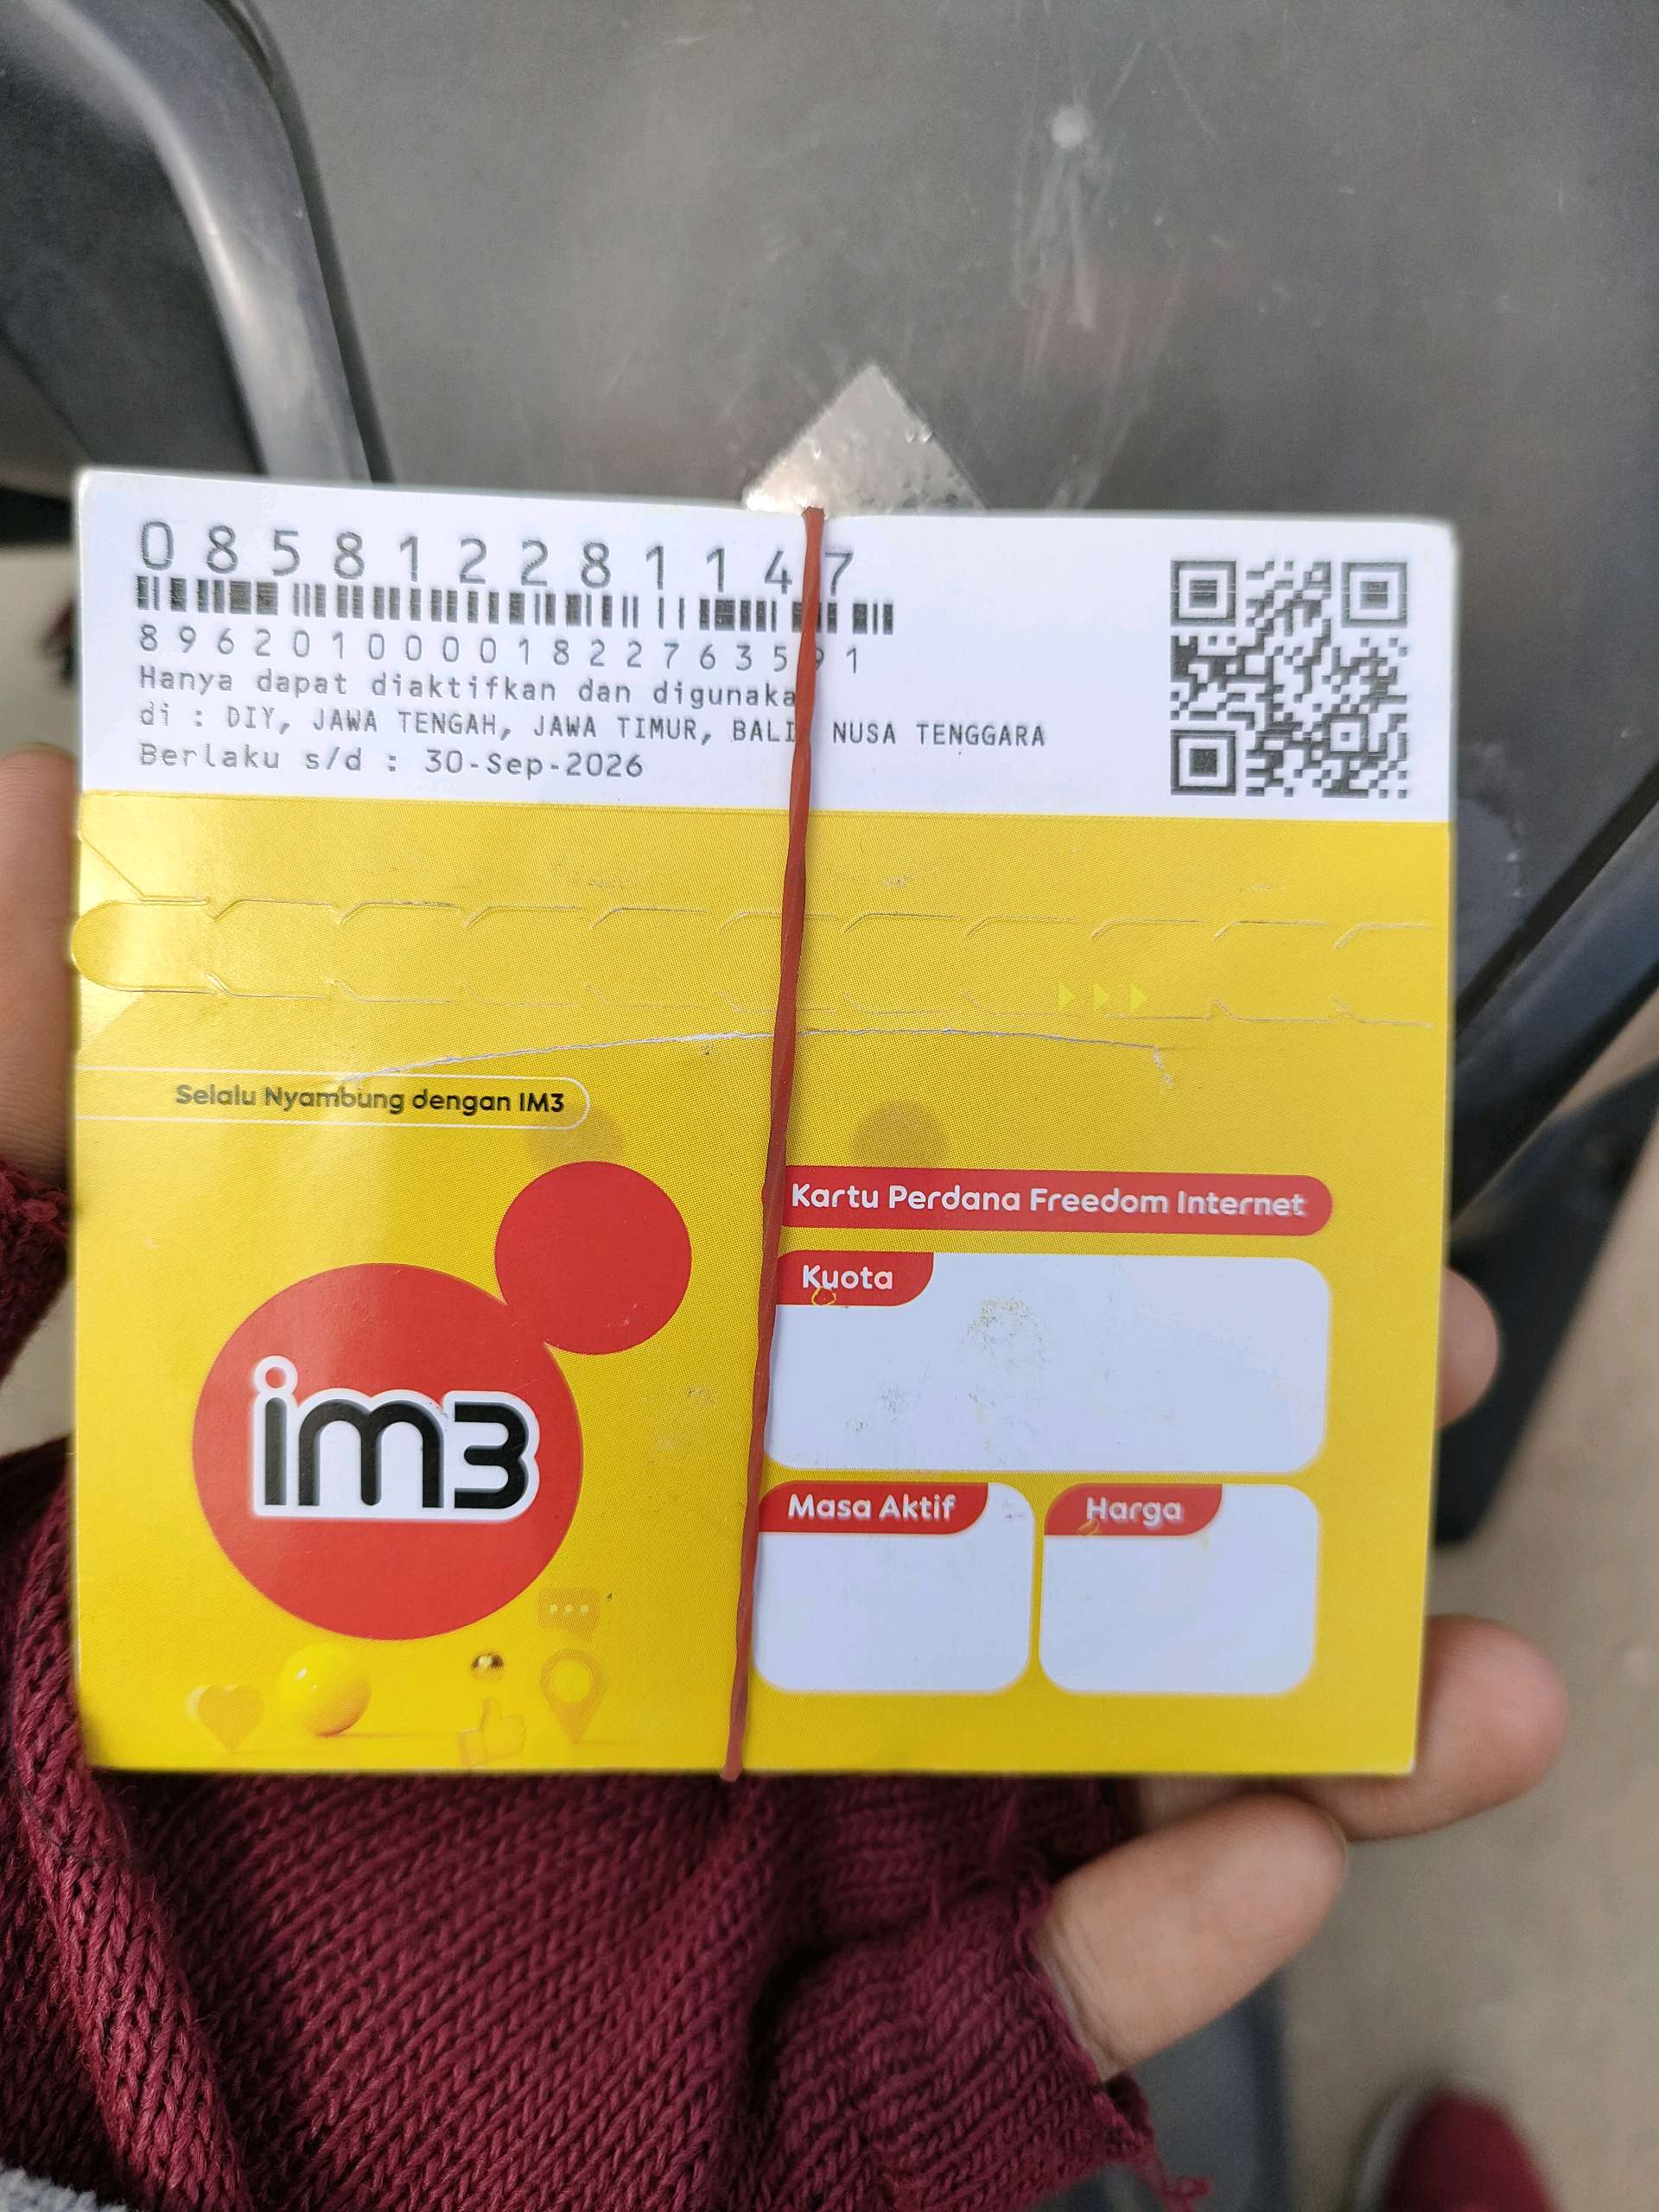 085812281147
8962010000182276359 1
Hanya dapat diaktifkan dan digunaka
di : DIY, JAWA TENGAH, JAWA TIMUR, BALI NUSA TENGGARA
Berlaku s/d : 30-Sep-2026
Selalu Nyambung dengan IM3
Kartu Perdana Freedom Internet
Kuota
im3
Masa Aktif
Harga